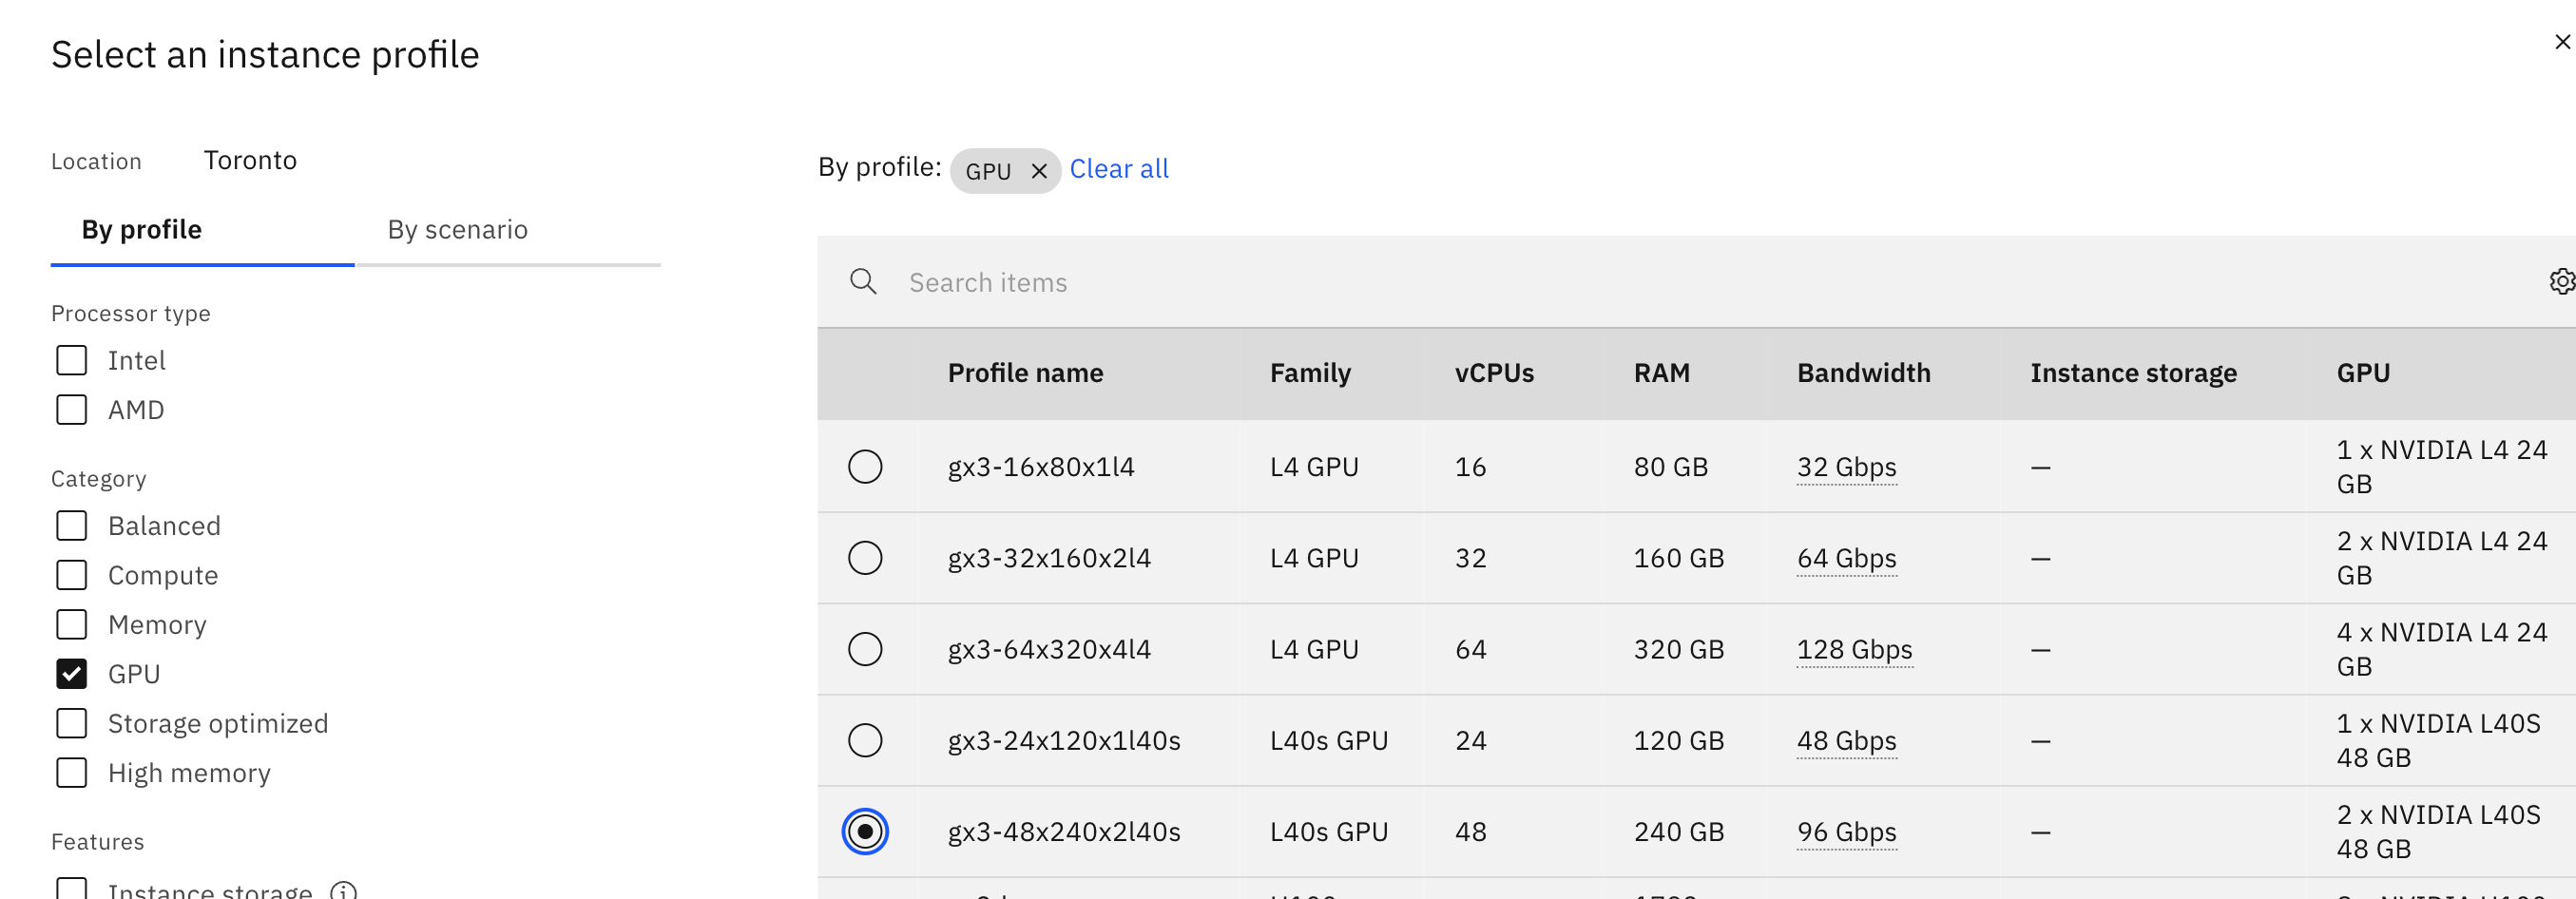 Select an instance profile
Location Toronto
By profile By scenario
Processor type
Intel
AMD
Category
Balanced
Compute
Memory
GPU
Storage optimized
High memory
Features
Instance storage
By profile: GPU Clear all
Search items
Profile name Family vCPUs RAM Bandwidth Instance storage GPU
gx3-16x80x1l4 L4 GPU 16 80 GB 32 Gbps — 1 x NVIDIA L4 24
GB
gx3-32x160x2l4 L4 GPU 32 160 GB 64 Gbps — 2 x NVIDIA L4 24
GB
gx3-64x320x4l4 L4 GPU 64 320 GB 128 Gbps — 4 x NVIDIA L4 24
GB
gx3-24x120x1l40s L40s GPU 24 120 GB 48 Gbps — 1 x NVIDIA L40S
48 GB
gx3-48x240x2l40s L40s GPU 48 240 GB 96 Gbps — 2 x NVIDIA L40S
48 GB